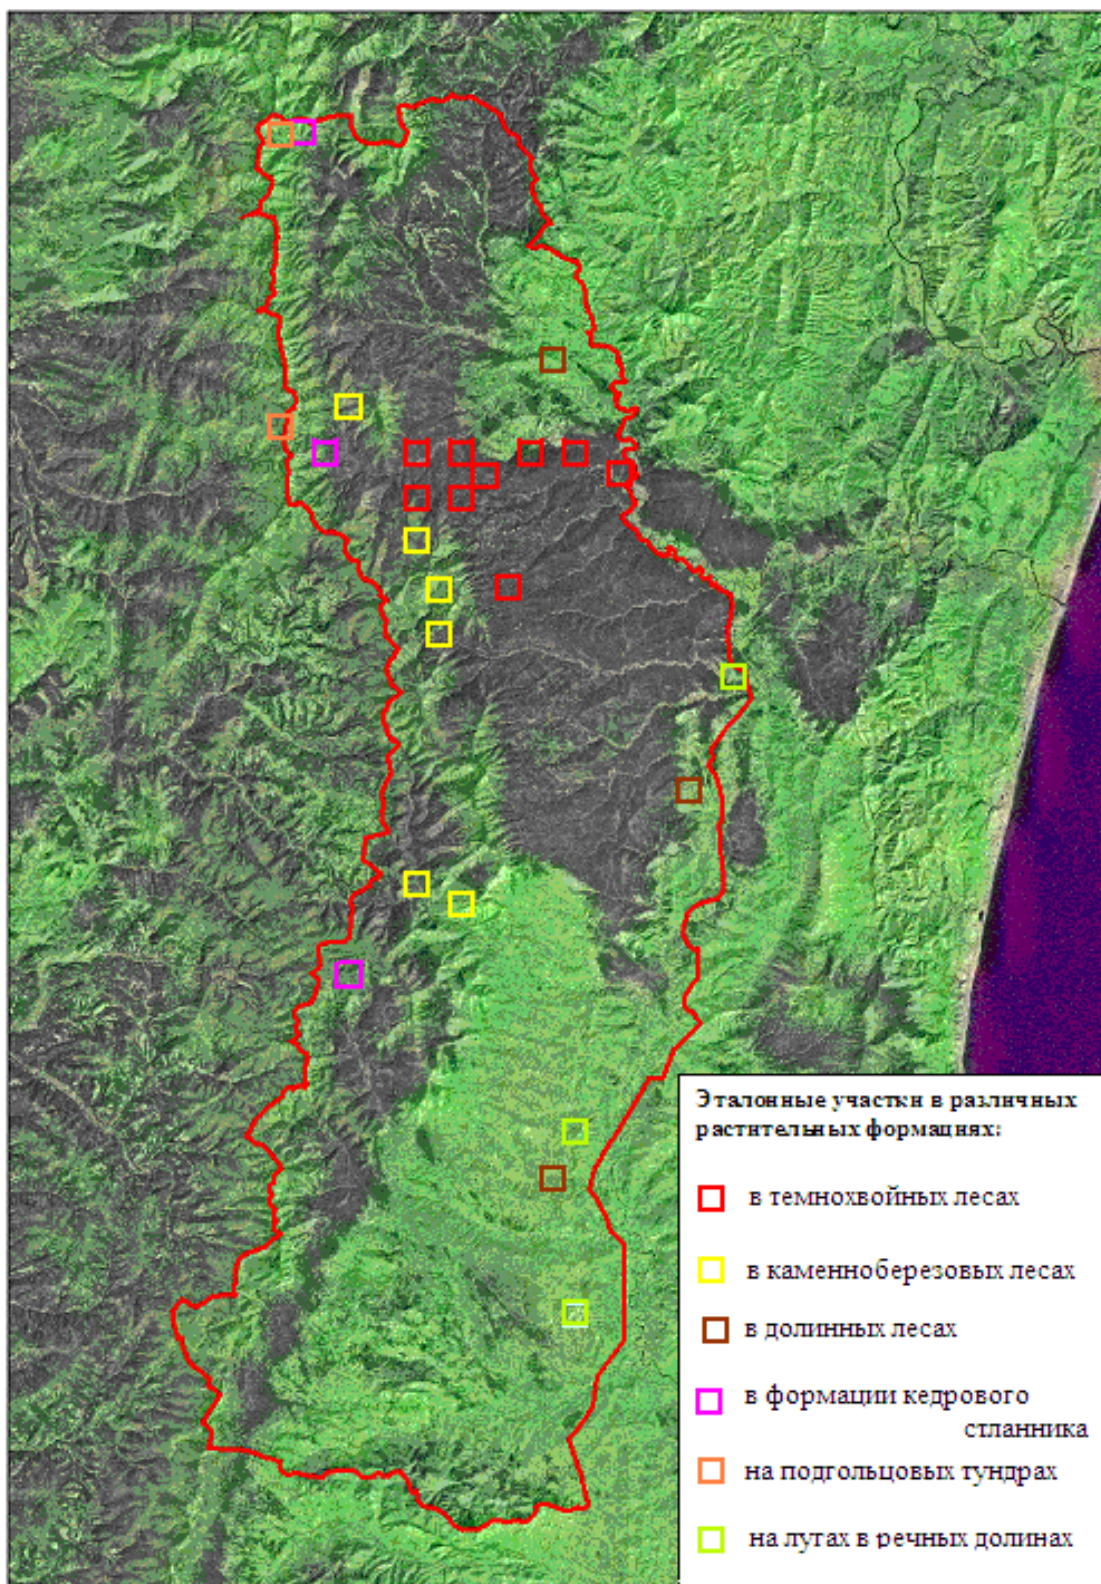 Эталонные участки в различных
растительных формациях:
в темнохвойных лесах
в каменноберезовых лесах
в долинных лесах
в формации кедрового
стланника
на подгольцовых тундрах
на лугах в речных долинах